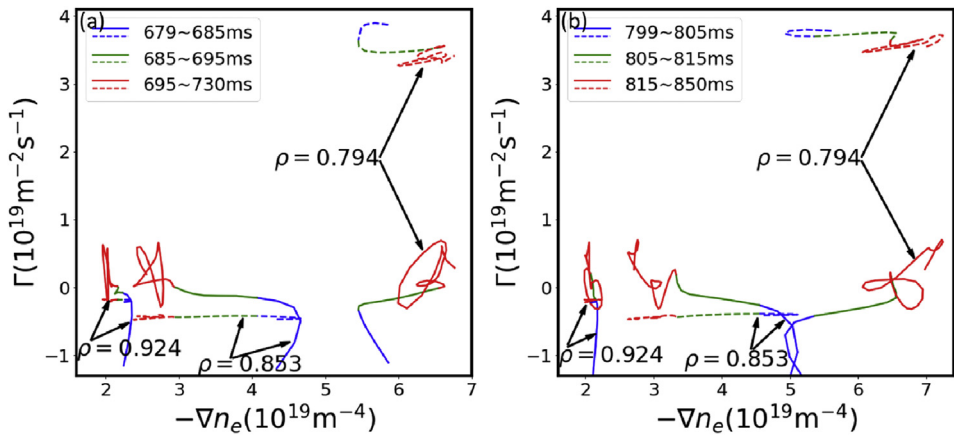 (a)
679~685ms
685~695ms
695~730ms
ρ = 0.794
ρ = 0.924
ρ = 0.853
4
3
2
1
0
−1
2 3 4 5 6 7
Γ(10¹⁹m⁻²s⁻¹)
−∇nₑ(10¹⁹m⁻⁴)
(b)
799~805ms
805~815ms
815~850ms
ρ = 0.794
ρ = 0.924
ρ = 0.853
4
3
2
1
0
−1
2 3 4 5 6 7
Γ(10¹⁹m⁻²s⁻¹)
−∇nₑ(10¹⁹m⁻⁴)